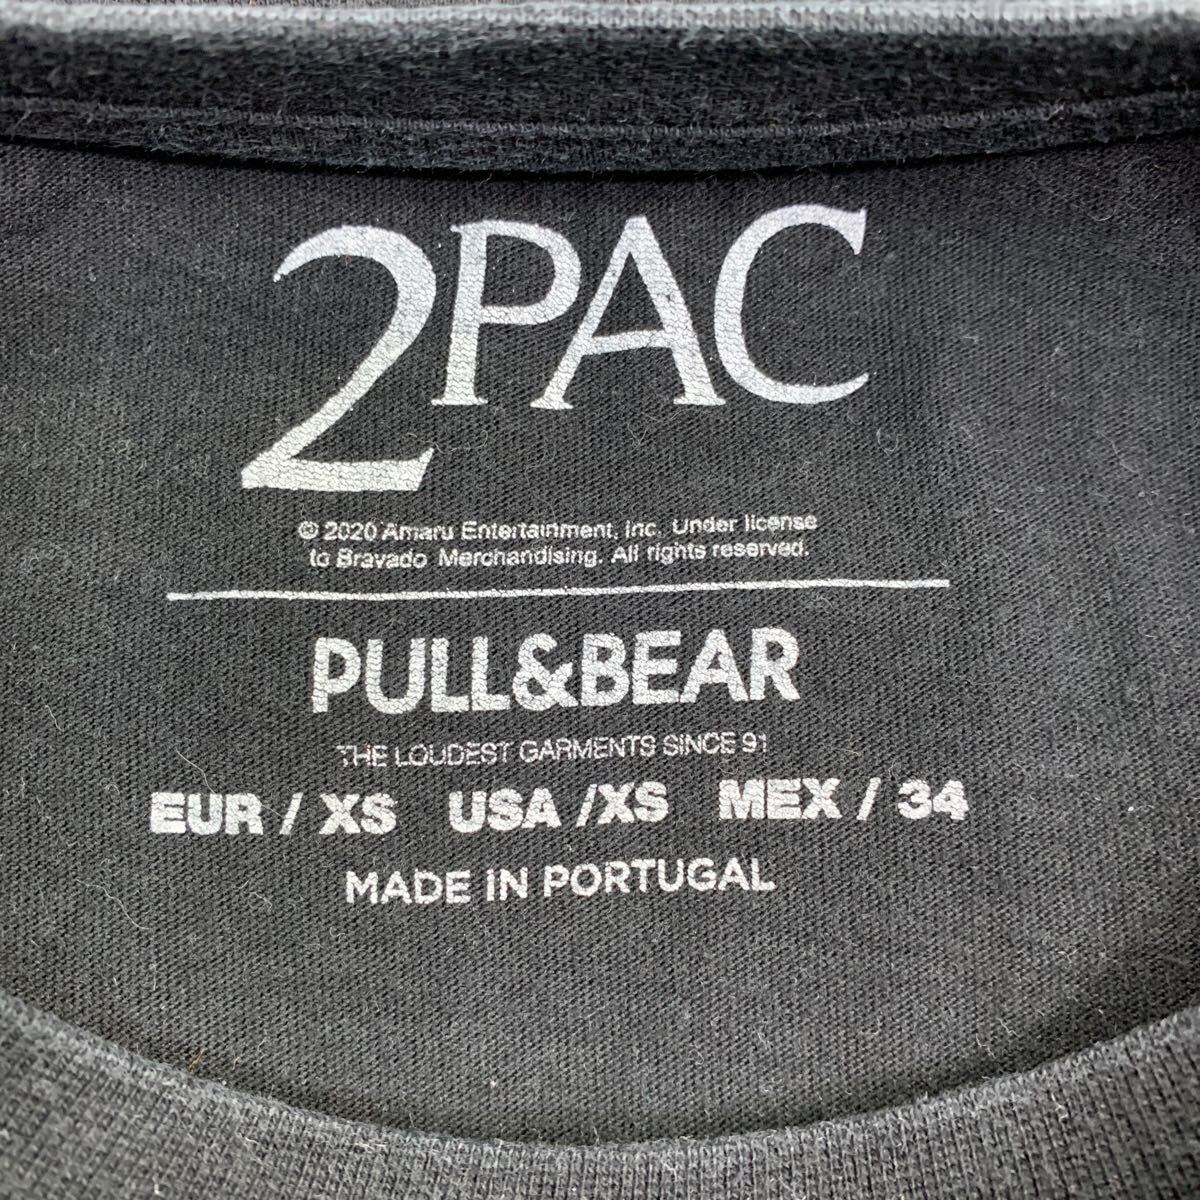 2PAC
© 2020 Amaru Entertainment, Inc. Under license
to Bravado Merchandising. All rights reserved.
PULL&BEAR
THE LOUDEST GARMENTS SINCE 91
EUR / XS USA /XS MEX / 34
MADE IN PORTUGAL